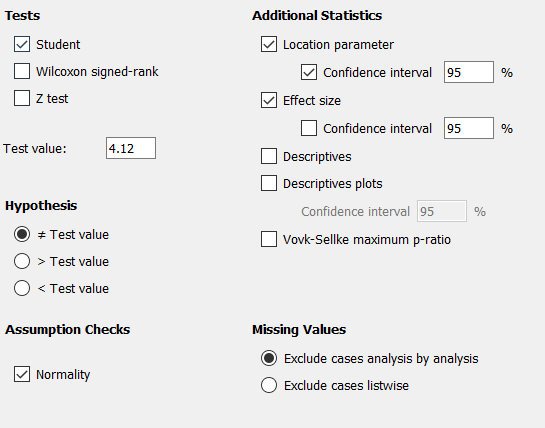 Tests
Student
Wilcoxon signed-rank
Z test
Test value: 4.12
Hypothesis
≠ Test value
> Test value
< Test value
Assumption Checks
Normality
Additional Statistics
Location parameter
Confidence interval 95 %
Effect size
Confidence interval 95 %
Descriptives
Descriptives plots
Confidence interval 95 %
Vovk-Sellke maximum p-ratio
Missing Values
Exclude cases analysis by analysis
Exclude cases listwise